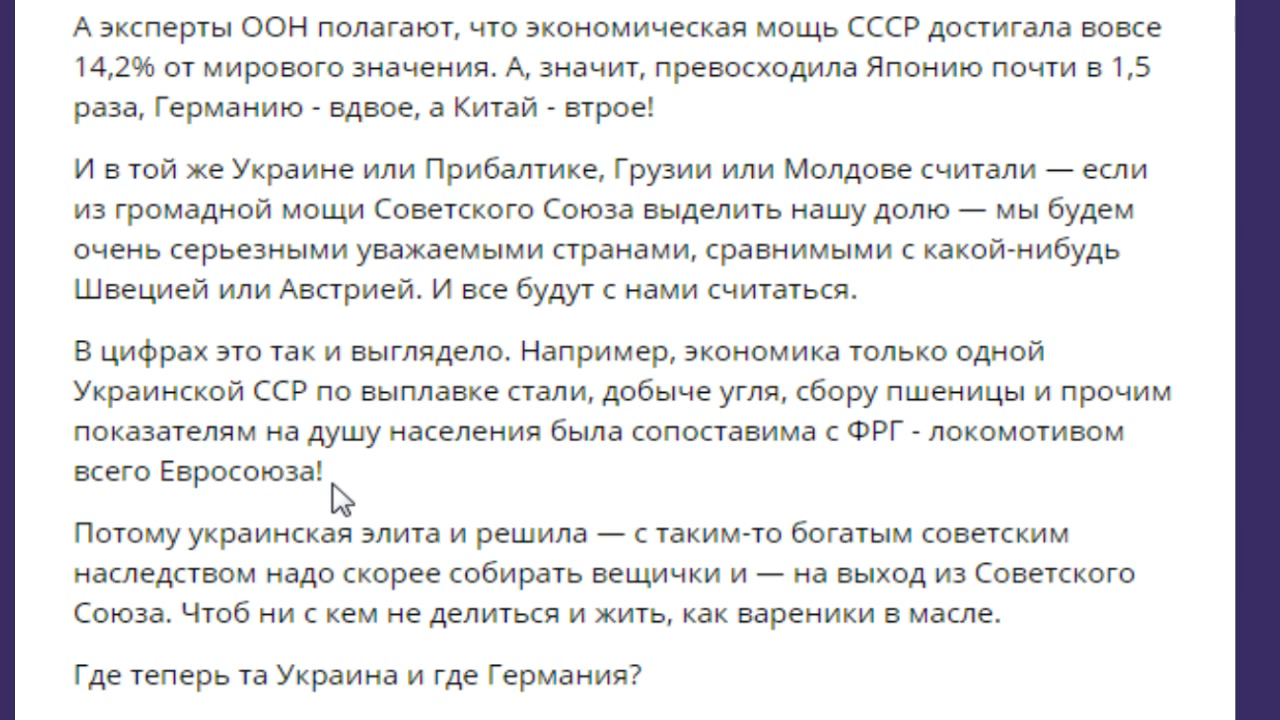 А эксперты ООН полагают, что экономическая мощь СССР достигала вовсе
14,2% от мирового значения. А, значит, превосходила Японию почти в 1,5
раза, Германию - вдвое, а Китай - втрое!
И в той же Украине или Прибалтике, Грузии или Молдове считали — если
из громадной мощи Советского Союза выделить нашу долю — мы будем
очень серьезными уважаемыми странами, сравнимыми с какой-нибудь
Швецией или Австрией. И все будут с нами считаться.
В цифрах это так и выглядело. Например, экономика только одной
Украинской ССР по выплавке стали, добыче угля, сбору пшеницы и прочим
показателям на душу населения была сопоставима с ФРГ - локомотивом
всего Евросоюза!
Потому украинская элита и решила — с таким-то богатым советским
наследством надо скорее собирать вещички и — на выход из Советского
Союза. Чтоб ни с кем не делиться и жить, как вареники в масле.
Где теперь та Украина и где Германия?